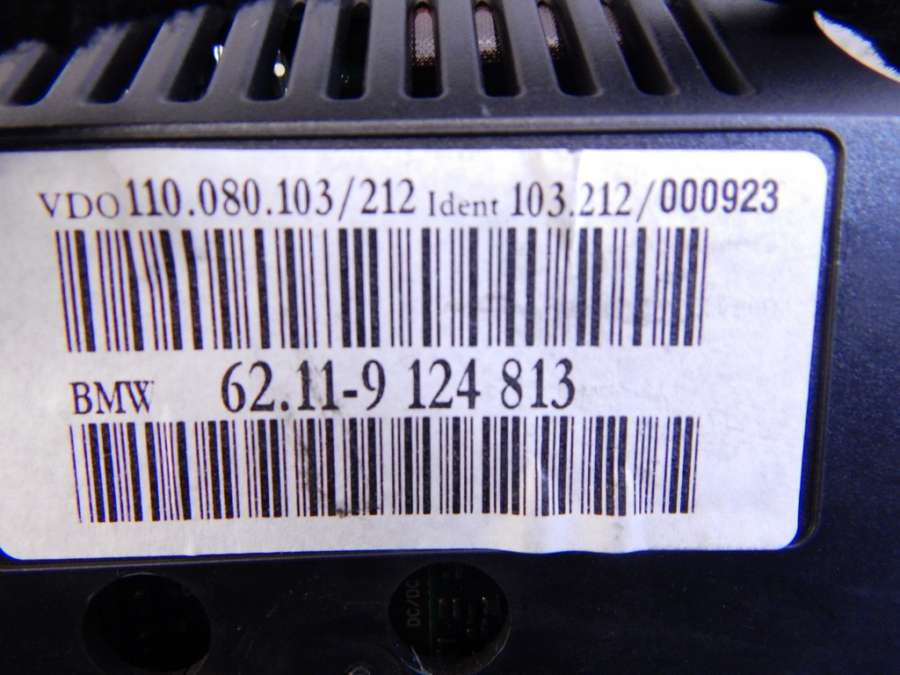 VDO 110.080.103/212 Ident 103.212/000923
BMW 62.11-9 124 813
DC/DC